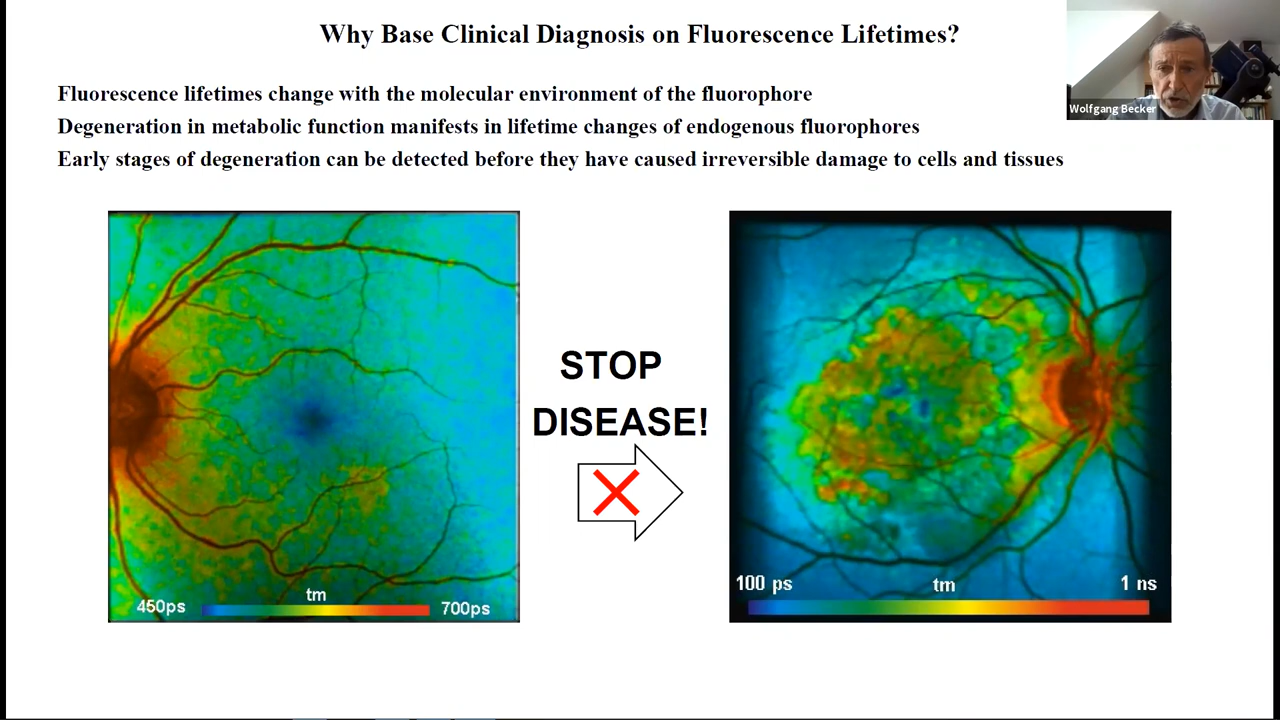 Why Base Clinical Diagnosis on Fluorescence Lifetimes?
Wolfgang Becker
Fluorescence lifetimes change with the molecular environment of the fluorophore
Degeneration in metabolic function manifests in lifetime changes of endogenous fluorophores
Early stages of degeneration can be detected before they have caused irreversible damage to cells and tissues
STOP
DISEASE!
450ps tm 700ps
100 ps tm 1 ns